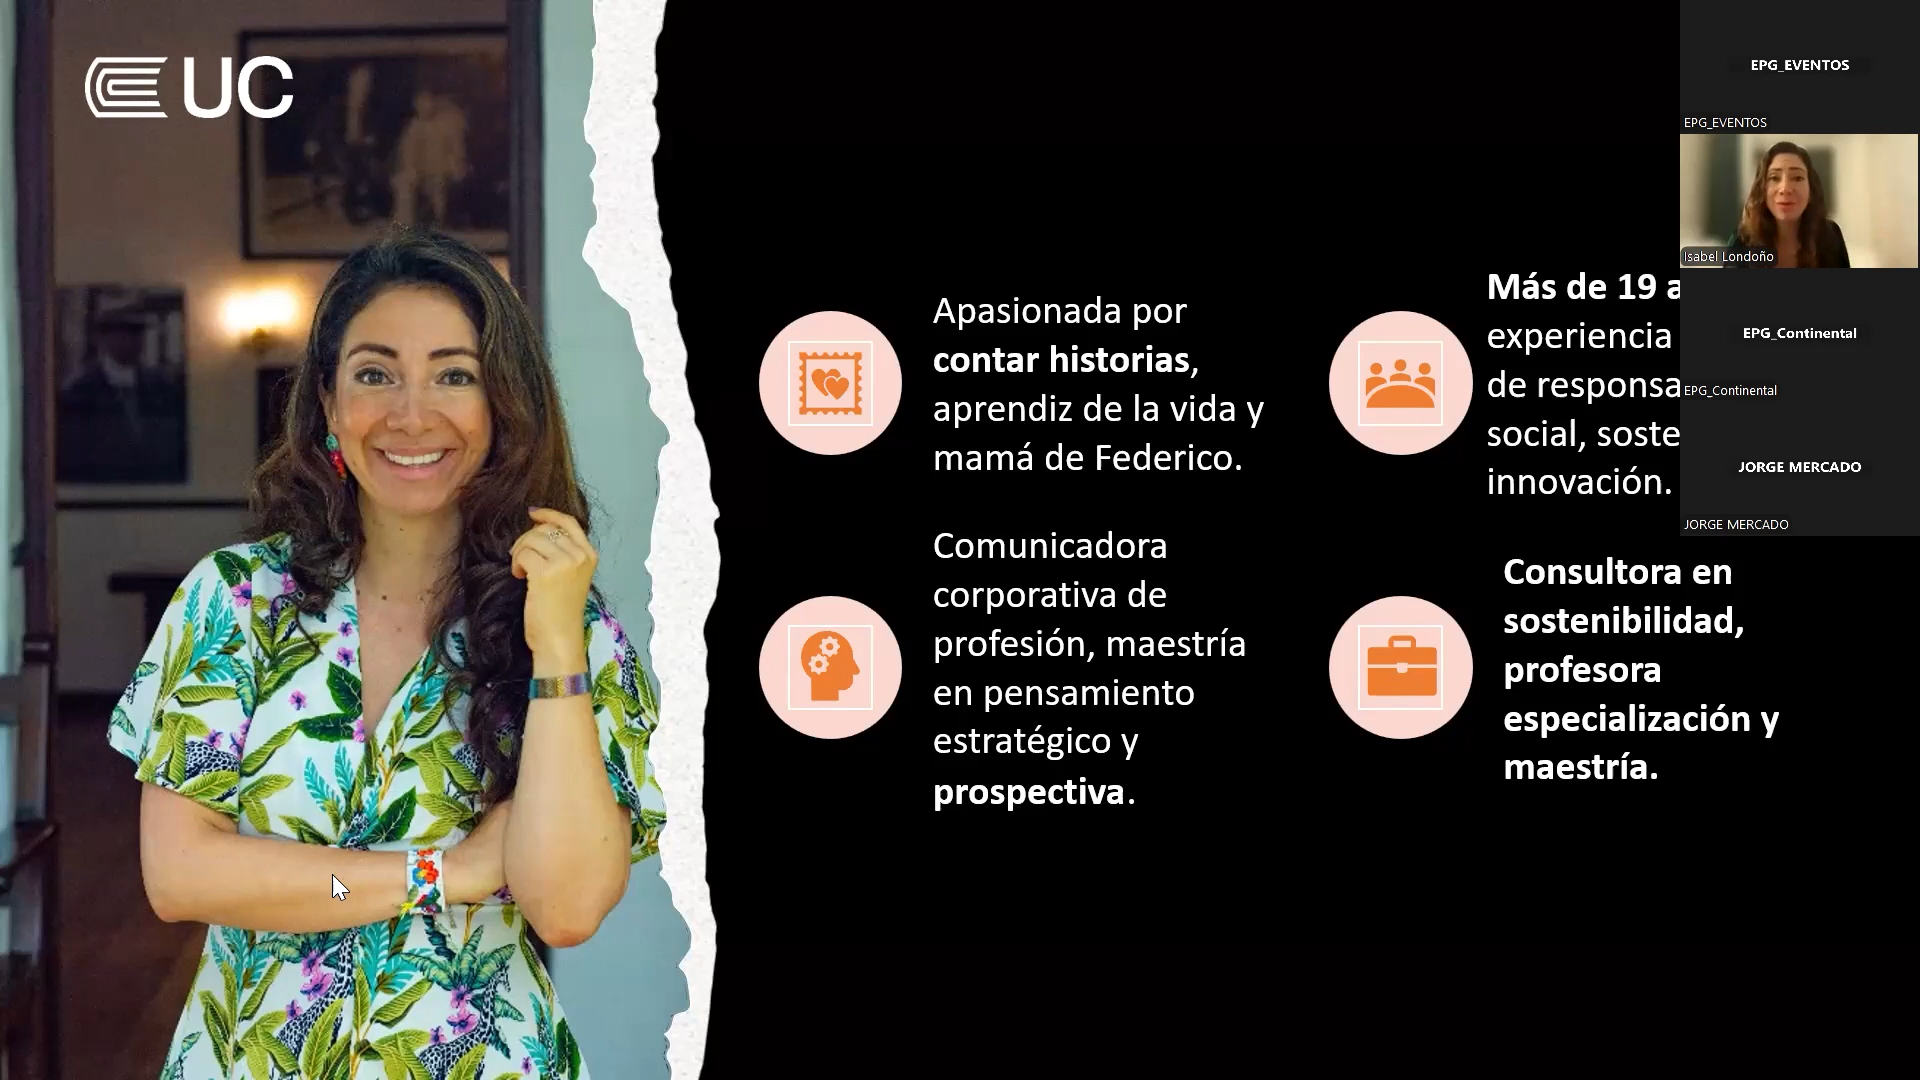 UC
Apasionada por
contar historias,
aprendiz de la vida y
mamá de Federico.
Comunicadora
corporativa de
profesión, maestría
en pensamiento
estratégico y
prospectiva.
Más de 19 a
experiencia
de responsa
social, soste
innovación.
Consultora en
sostenibilidad,
profesora
especialización y
maestría.
EPG_EVENTOS
EPG_EVENTOS
Isabel Londoño
EPG_Continental
EPG_Continental
JORGE MERCADO
JORGE MERCADO